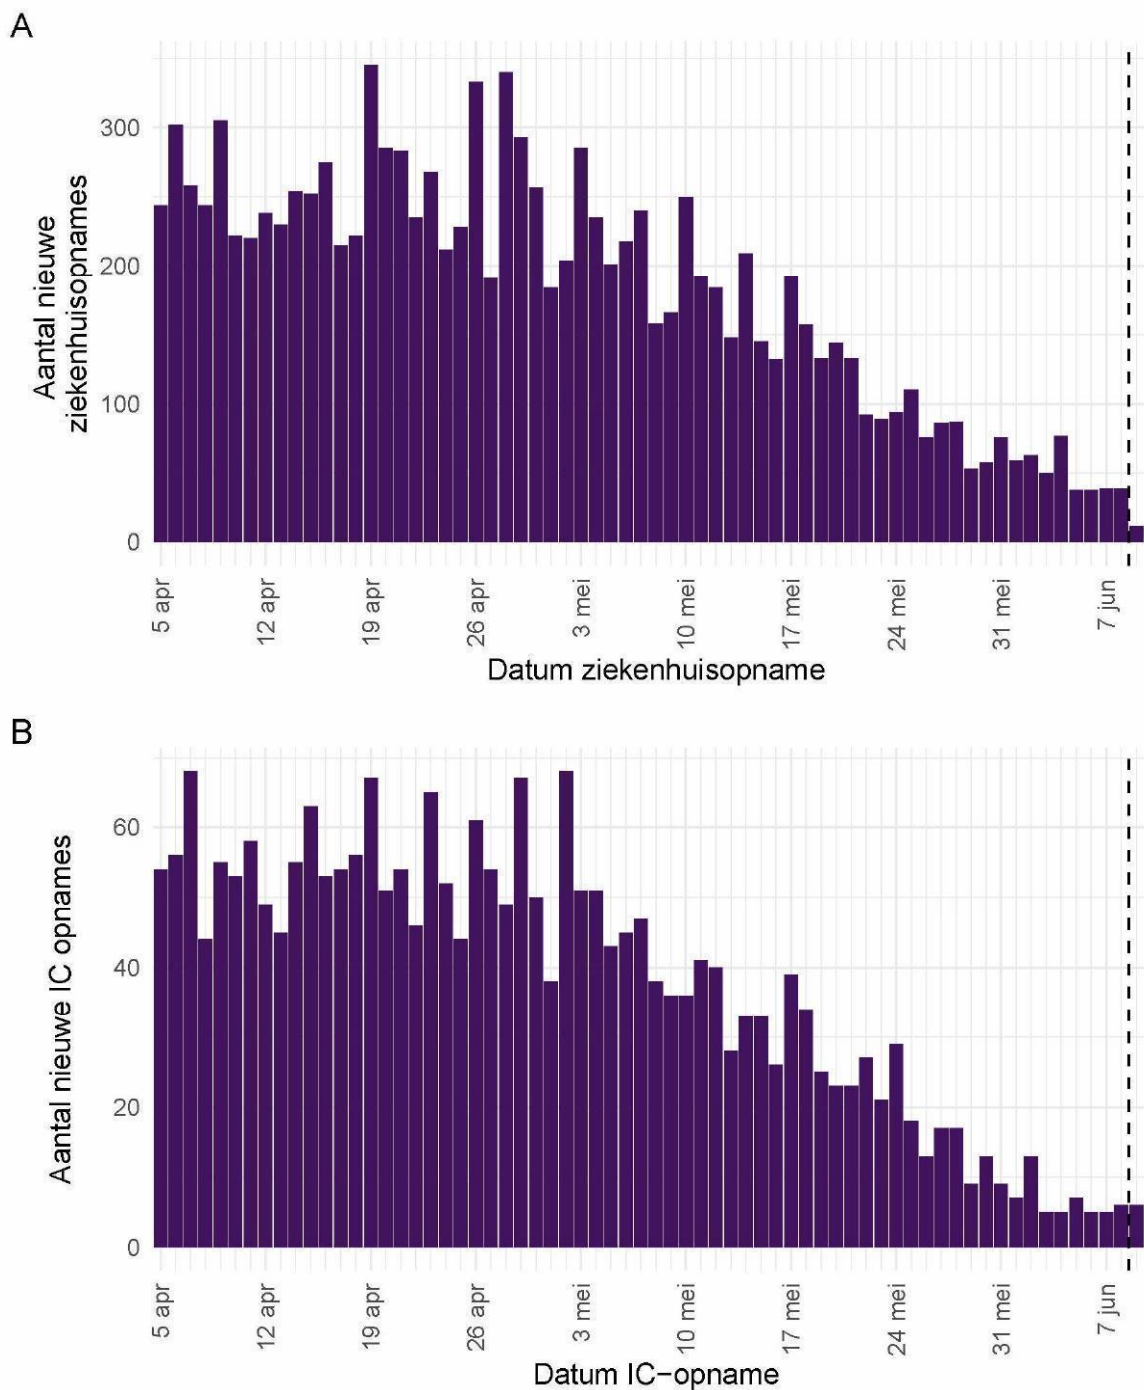 A
Aantal nieuwe
ziekenhuisopnames
300
200
100
0
5 apr
12 apr
19 apr
26 apr
3 mei
10 mei
17 mei
24 mei
31 mei
7 jun
Datum ziekenhuisopname
B
Aantal nieuwe IC opnames
60
40
20
0
5 apr
12 apr
19 apr
26 apr
3 mei
10 mei
17 mei
24 mei
31 mei
7 jun
Datum IC−opname